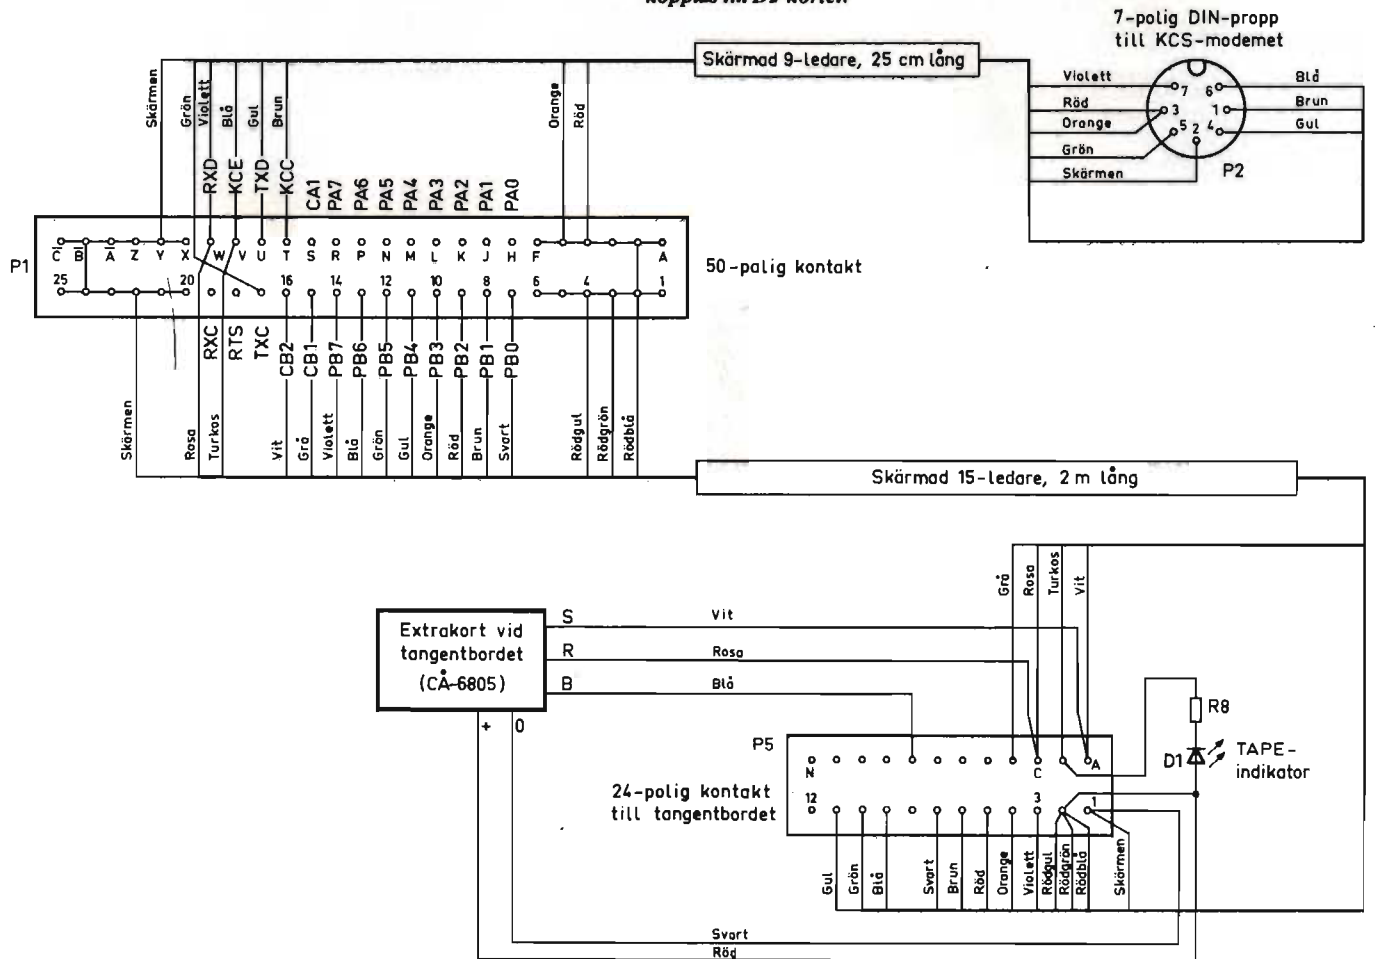 7-polig DIN-propp
till KCS-modemet
Skärmad 9-ledare, 25 cm lång
Skärmen
Grön
Violett
Blå
Gul
Brun
Orange
Röd
Violett
Röd
Orange
Grön
Skärmen
7 6
3 1
5 2 4
Blå
Brun
Gul
P2
RXD
KCE
TXD
KCC
CA1
PA7
PA6
PA5
PA4
PA3
PA2
PA1
PA0
P1
C B A Z Y X W V U T S R P N M L K J H F A
25 20 16 14 12 10 8 6 4 1
50-polig kontakt
RXC
RTS
TXC
CB2
CB1
PB7
PB6
PB5
PB4
PB3
PB2
PB1
PB0
Skärmen
Rosa
Turkos
Vit
Grå
Violett
Blå
Grön
Gul
Orange
Röd
Brun
Svart
Rödgul
Rödgrön
Rödblå
Skärmad 15-ledare, 2 m lång
Grå
Rosa
Turkos
Vit
Extrakort vid
tangentbordet
(CÅ-6805)
S Vit
R Rosa
B Blå
+ 0
R8
D1
TAPE-
indikator
P5
N C A
12 3 1
24-polig kontakt
till tangentbordet
Gul
Grön
Blå
Svart
Brun
Röd
Orange
Violett
Rödgul
Rödgrön
Rödblå
Skärmen
Svart
Röd